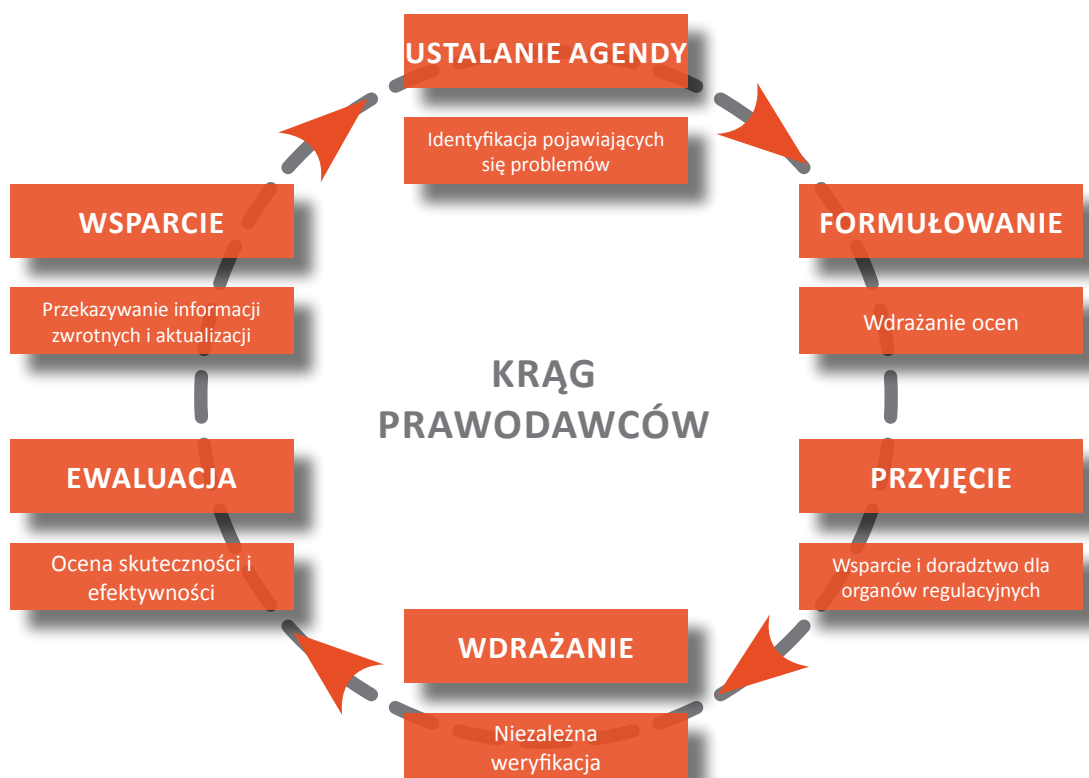 USTALANIE AGENDY
Identyfikacja pojawiających
się problemów
FORMUŁOWANIE
Wdrażanie ocen
PRZYJĘCIE
Wsparcie i doradztwo dla
organów regulacyjnych
WDRAŻANIE
Niezależna
weryfikacja
EWALUACJA
Ocena skuteczności i
efektywności
WSPARCIE
Przekazywanie informacji
zwrotnych i aktualizacji
KRĄG
PRAWODAWCÓW